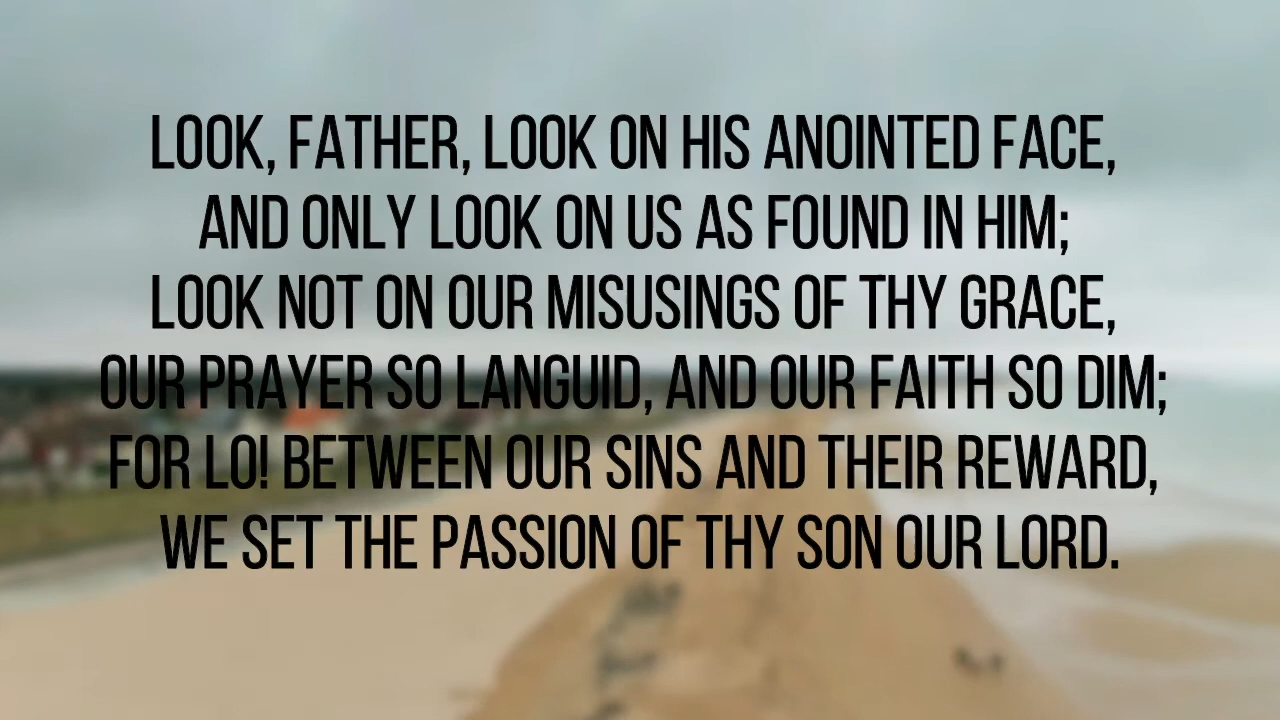 LOOK, FATHER, LOOK ON HIS ANOINTED FACE,
AND ONLY LOOK ON US AS FOUND IN HIM;
LOOK NOT ON OUR MISUSINGS OF THY GRACE,
OUR PRAYER SO LANGUID, AND OUR FAITH SO DIM;
FOR LO! BETWEEN OUR SINS AND THEIR REWARD,
WE SET THE PASSION OF THY SON OUR LORD.